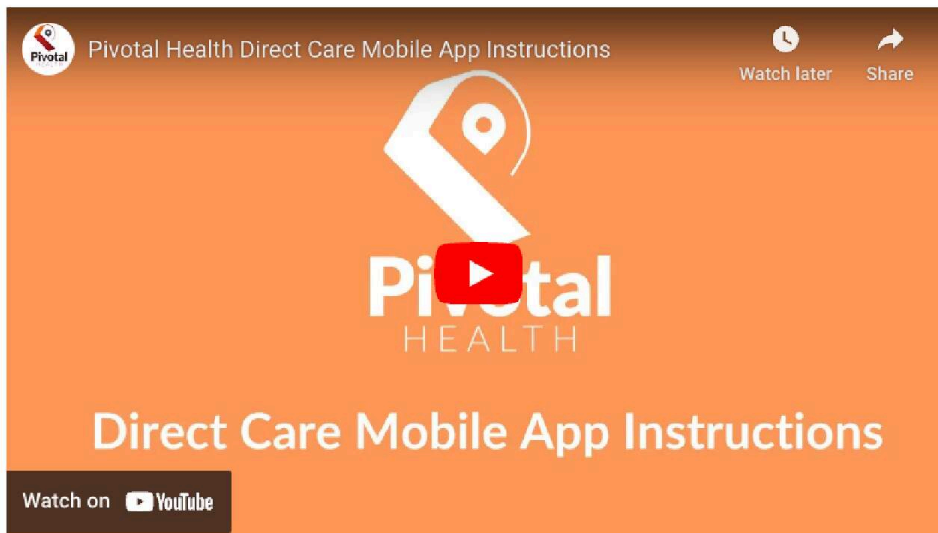 Pivotal Health Direct Care Mobile App Instructions
Watch later
Share
Pivotal
Pivotal
HEALTH
Direct Care Mobile App Instructions
Watch on YouTube